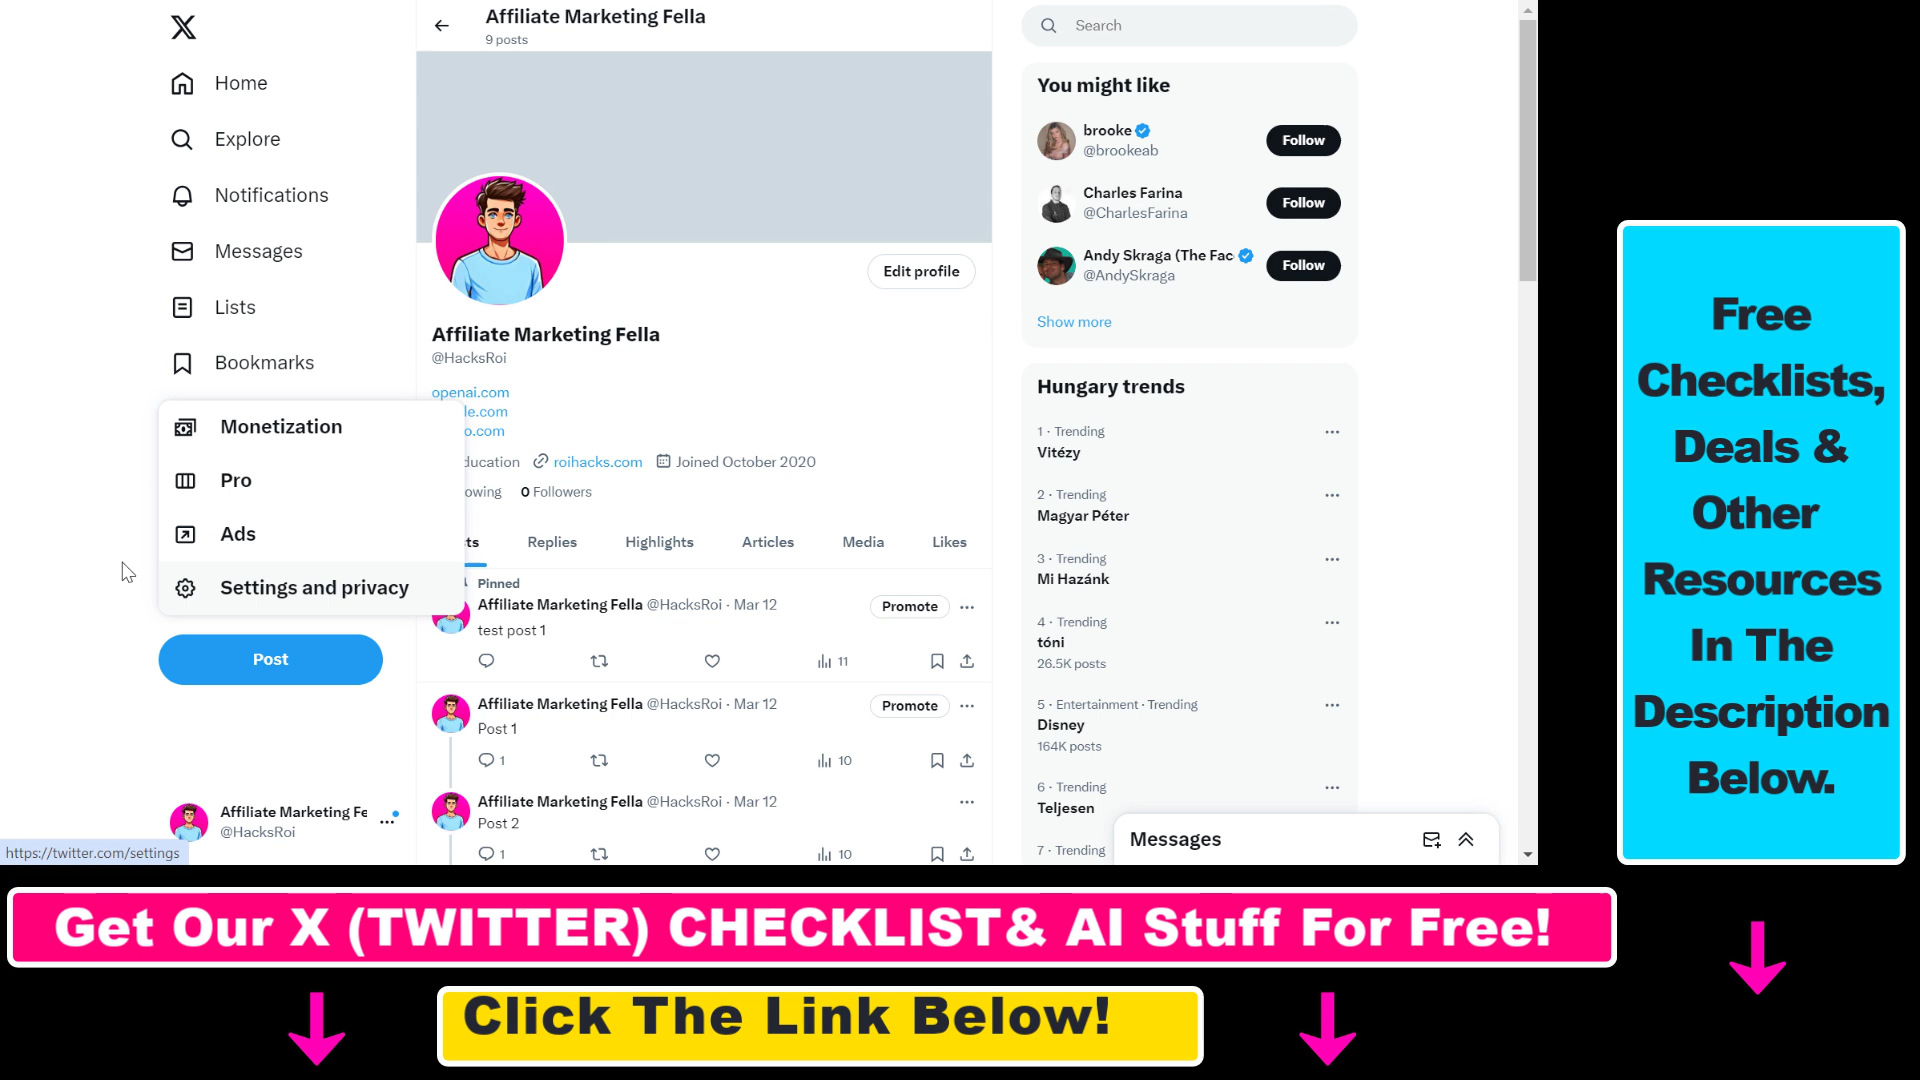 Home
Explore
Notifications
Messages
Lists
Bookmarks
Monetization
Pro
Ads
Settings and privacy
Post
Affiliate Marketing Fe
@HacksRoi
https://twitter.com/settings
Affiliate Marketing Fella
9 posts
Edit profile
Affiliate Marketing Fella
@HacksRoi
openai.com
le.com
o.com
ducation roihacks.com Joined October 2020
owing 0 Followers
ts Replies Highlights Articles Media Likes
Pinned
Affiliate Marketing Fella @HacksRoi · Mar 12 Promote
test post 1
11
Affiliate Marketing Fella @HacksRoi · Mar 12 Promote
Post 1
1 10
Affiliate Marketing Fella @HacksRoi · Mar 12
Post 2
1 10
Search
You might like
brooke
@brookeab
Follow
Charles Farina
@CharlesFarina
Follow
Andy Skraga (The Fac
@AndySkraga
Follow
Show more
Hungary trends
1 · Trending
Vitézy
2 · Trending
Magyar Péter
3 · Trending
Mi Hazánk
4 · Trending
tóni
26.5K posts
5 · Entertainment · Trending
Disney
164K posts
6 · Trending
Teljesen
7 · Trending
Messages
Free
Checklists,
Deals &
Other
Resources
In The
Description
Below.
Get Our X (TWITTER) CHECKLIST& AI Stuff For Free!
Click The Link Below!